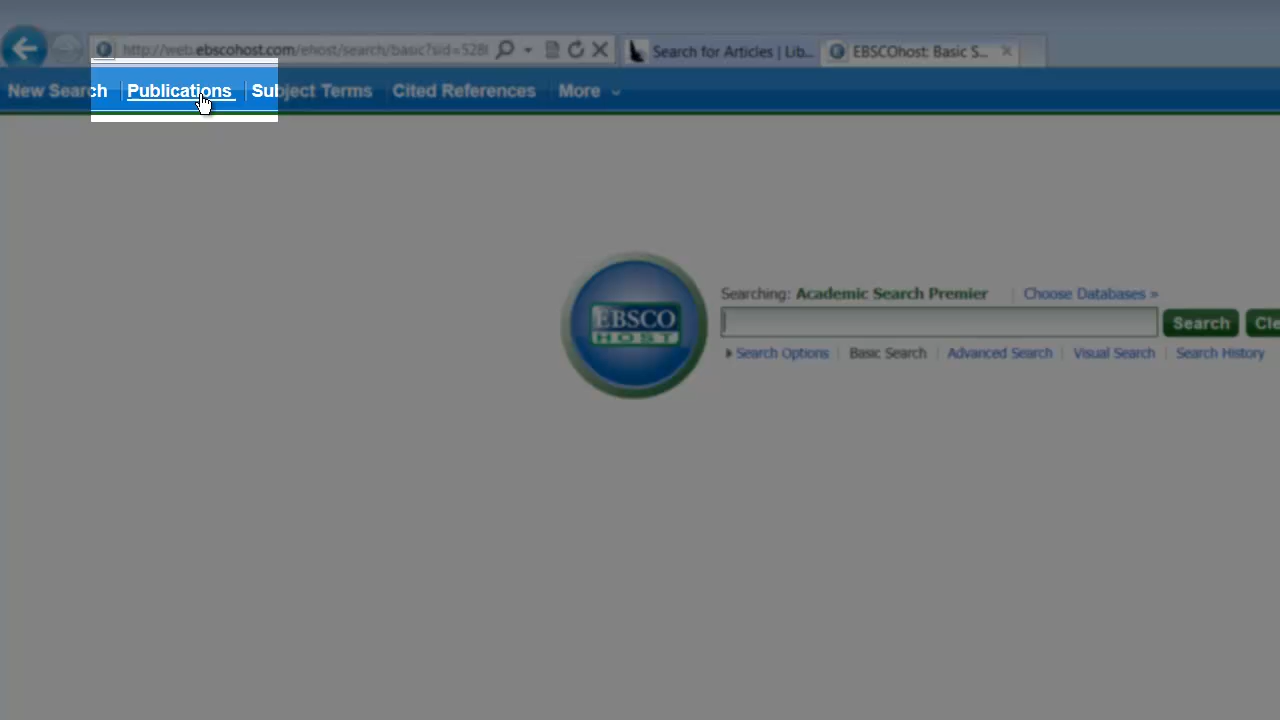 http://web.ebscohost.com/ehost/search/basic?sid=528
Search for Articles | Lib...
EBSCOhost: Basic S...
New Search Publications Subject Terms Cited References More
Searching: Academic Search Premier Choose Databases »
EBSCO
HOST
Search Cle
Search Options Basic Search Advanced Search Visual Search Search History